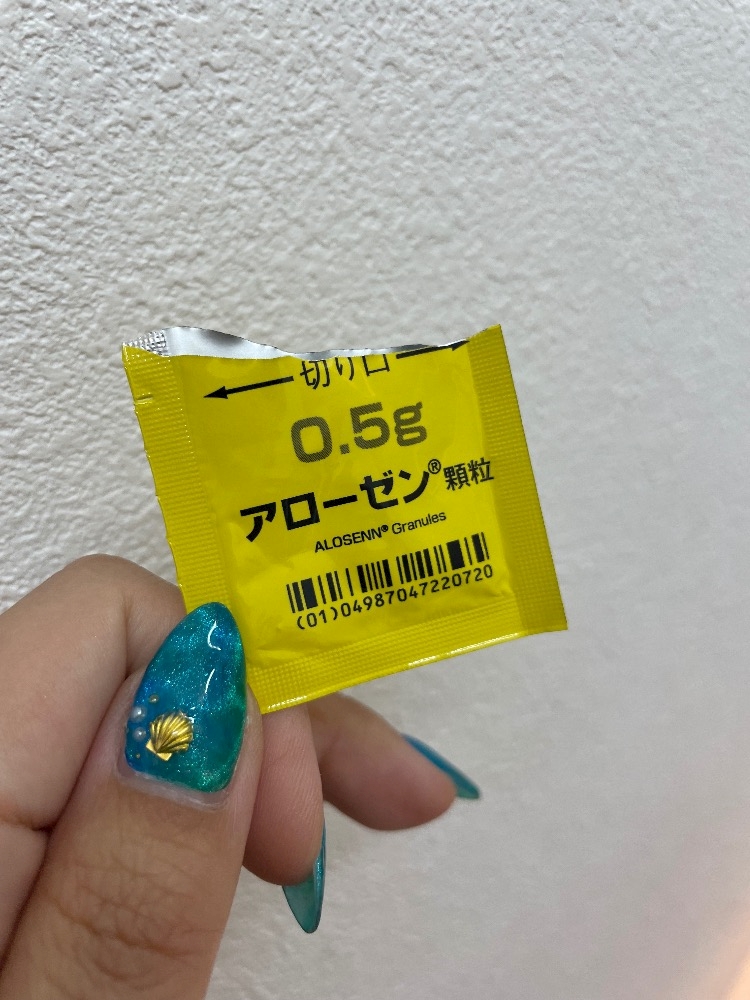 切り口
0.5g
アローゼン®顆粒
ALOSENN® Granules
(01)04987047220720